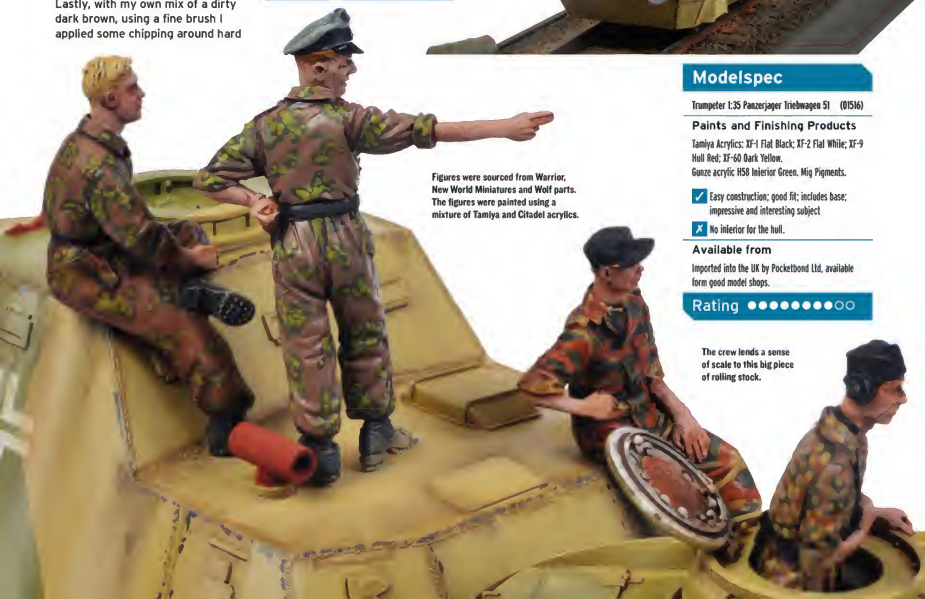 Lastly, with my own mix of a dirty
dark brown, using a fine brush I
applied some chipping around hard
Figures were sourced from Warrior,
New World Miniatures and Wolf parts.
The figures were painted using a
mixture of Tamiya and Citadel acrylics.
Modelspec
Trumpeter 1:35 Panzerjager Triebwagen 51 (01516)
Paints and Finishing Products
Tamiya Acrylics: XF-1 Flat Black; XF-2 Flat While; XF-9
Hull Red; XF-60 Dark Yellow.
Gunze acrylic H58 Interior Green. Mig Pigments.
Easy construction; good fit; includes base;
impressive and interesting subject
No interior for the hull.
Available from
Imported into the UK by Pocketbond Ltd, available
form good model shops.
Rating
The crew lends a sense
of scale to this big piece
of rolling stock.